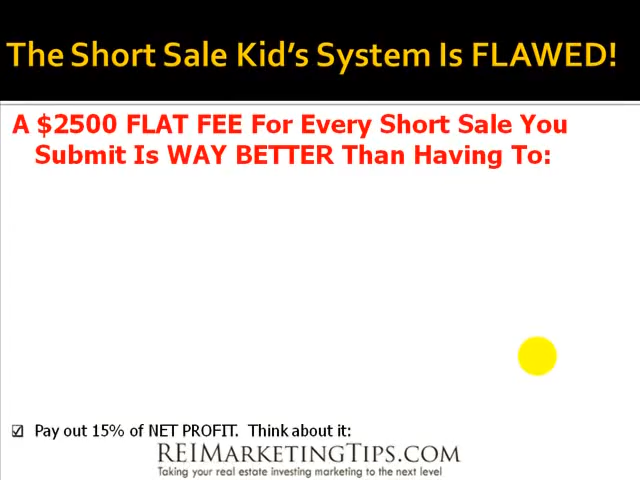 The Short Sale Kid's System Is FLAWED!
A $2500 FLAT FEE For Every Short Sale You
Submit Is WAY BETTER Than Having To:
Pay out 15% of NET PROFIT. Think about it:
REIMARKETINGTIPS.COM
Taking your real estate investing marketing to the next level